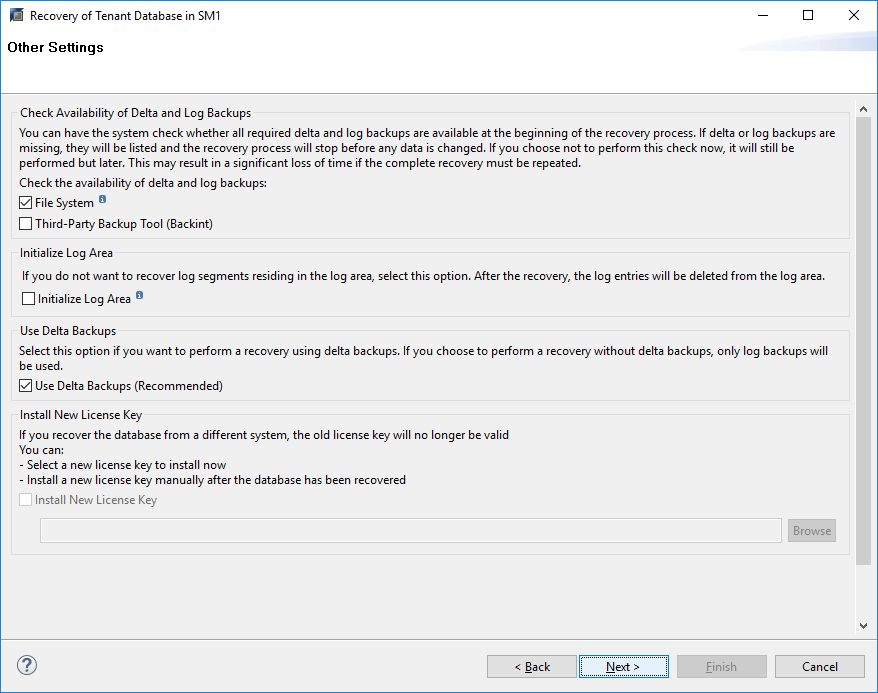 Recovery of Tenant Database in SM1
Other Settings
Check Availability of Delta and Log Backups
You can have the system check whether all required delta and log backups are available at the beginning of the recovery process. If delta or log backups are
missing, they will be listed and the recovery process will stop before any data is changed. If you choose not to perform this check now, it will still be
performed but later. This may result in a significant loss of time if the complete recovery must be repeated.
Check the availability of delta and log backups:
File System
Third-Party Backup Tool (Backint)
Initialize Log Area
If you do not want to recover log segments residing in the log area, select this option. After the recovery, the log entries will be deleted from the log area.
Initialize Log Area
Use Delta Backups
Select this option if you want to perform a recovery using delta backups. If you choose to perform a recovery without delta backups, only log backups will
be used.
Use Delta Backups (Recommended)
Install New License Key
If you recover the database from a different system, the old license key will no longer be valid
You can:
- Select a new license key to install now
- Install a new license key manually after the database has been recovered
Install New License Key
Browse
?
< Back
Next >
Finish
Cancel